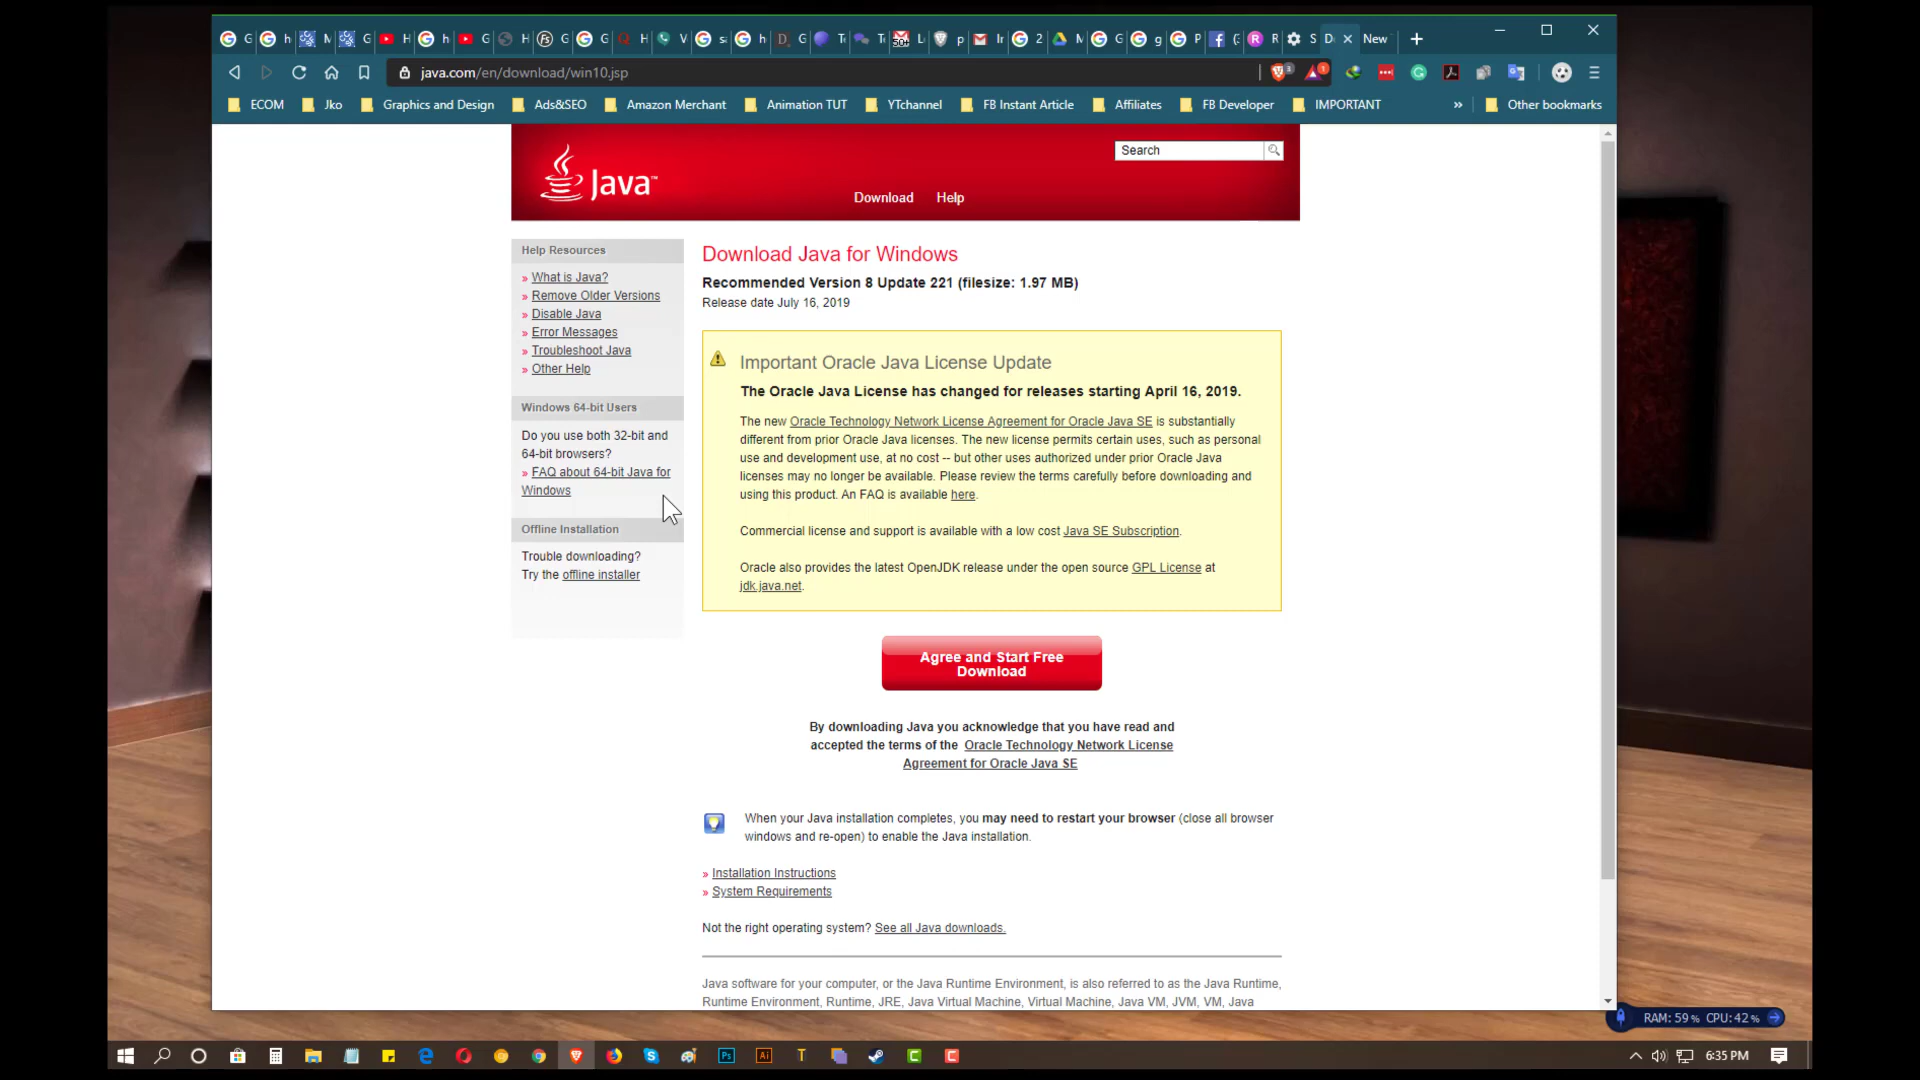 G G h M G H h G H G G H V sa h D G Te Te 50+ L p Ir 2 M G g P (: R S D New
java.com/en/download/win10.jsp
3 1
ECOM Jko Graphics and Design Ads&SEO Amazon Merchant Animation TUT YTchannel FB Instant Article Affiliates FB Developer IMPORTANT » Other bookmarks
Java™
Search
Download Help
Help Resources
» What is Java?
» Remove Older Versions
» Disable Java
» Error Messages
» Troubleshoot Java
» Other Help
Windows 64-bit Users
Do you use both 32-bit and
64-bit browsers?
» FAQ about 64-bit Java for
Windows
Offline Installation
Trouble downloading?
Try the offline installer
Download Java for Windows
Recommended Version 8 Update 221 (filesize: 1.97 MB)
Release date July 16, 2019
Important Oracle Java License Update
The Oracle Java License has changed for releases starting April 16, 2019.
The new Oracle Technology Network License Agreement for Oracle Java SE is substantially
different from prior Oracle Java licenses. The new license permits certain uses, such as personal
use and development use, at no cost -- but other uses authorized under prior Oracle Java
licenses may no longer be available. Please review the terms carefully before downloading and
using this product. An FAQ is available here.
Commercial license and support is available with a low cost Java SE Subscription.
Oracle also provides the latest OpenJDK release under the open source GPL License at
jdk.java.net.
Agree and Start Free
Download
By downloading Java you acknowledge that you have read and
accepted the terms of the Oracle Technology Network License
Agreement for Oracle Java SE
When your Java installation completes, you may need to restart your browser (close all browser
windows and re-open) to enable the Java installation.
» Installation Instructions
» System Requirements
Not the right operating system? See all Java downloads.
Java software for your computer, or the Java Runtime Environment, is also referred to as the Java Runtime,
Runtime Environment, Runtime, JRE, Java Virtual Machine, Virtual Machine, Java VM, JVM, VM, Java
RAM: 59 % CPU: 42 %
Ps Ai T
6:35 PM